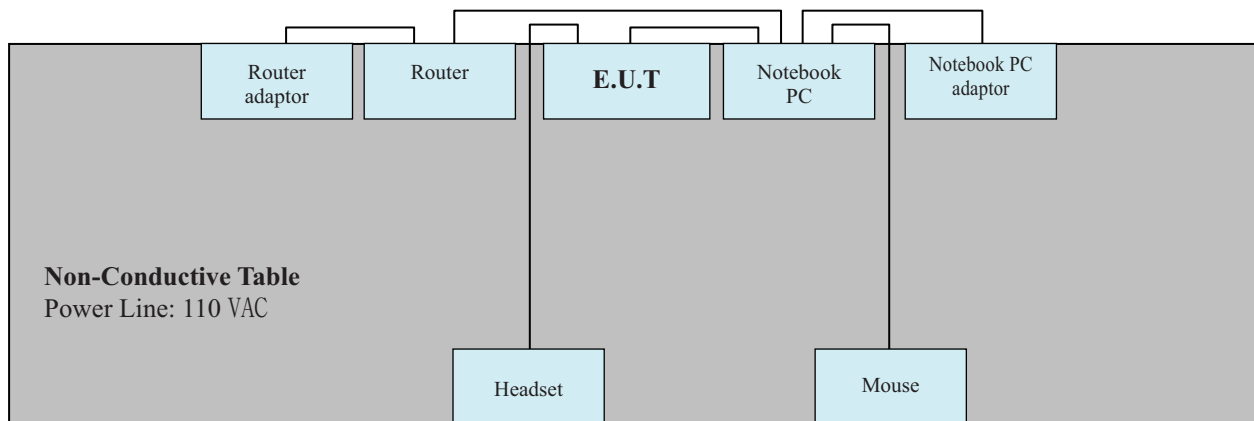 Router
adaptor
Router
E.U.T
Notebook
PC
Notebook PC
adaptor
Non-Conductive Table
Power Line: 110 VAC
Headset
Mouse